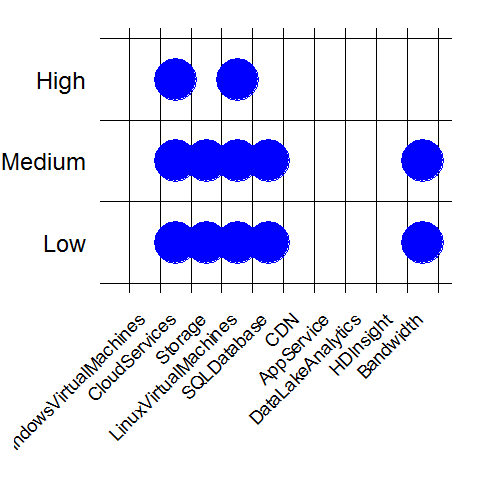 High
Medium
Low
ndowsVirtualMachines
CloudServices
Storage
LinuxVirtualMachines
SQLDatabase
CDN
AppService
DataLakeAnalytics
HDInsight
Bandwidth